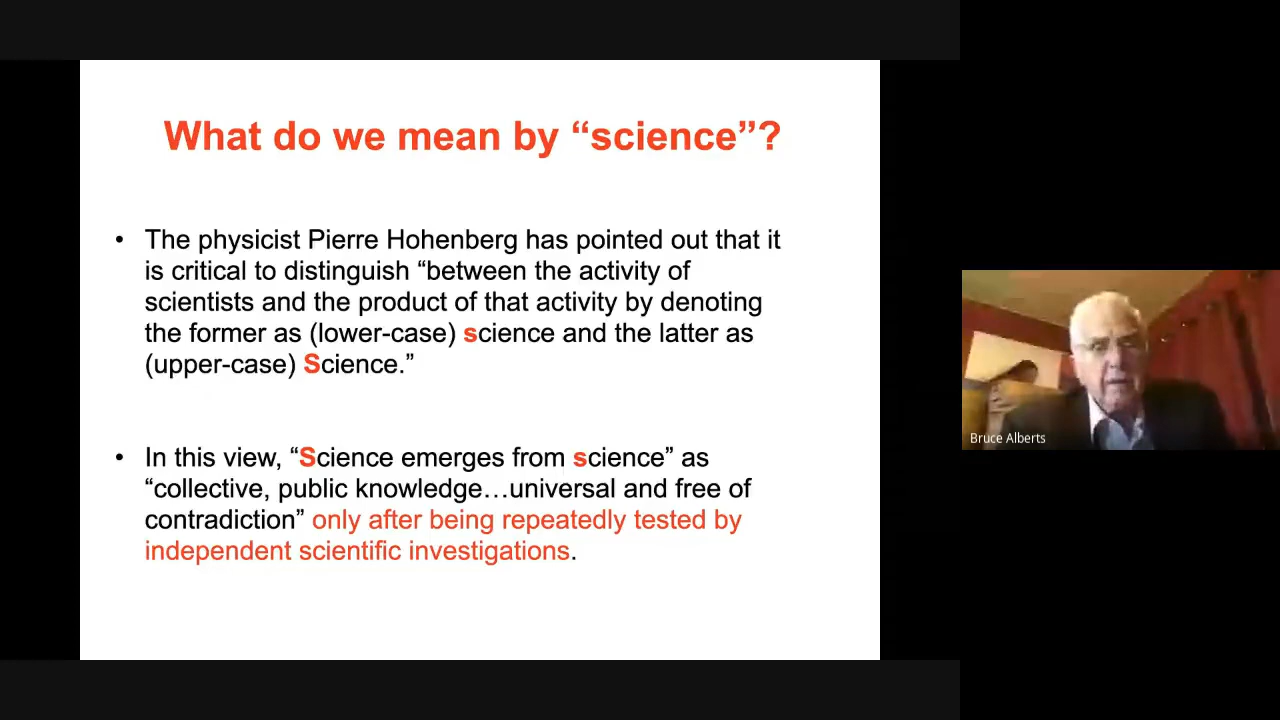 What do we mean by “science”?
• The physicist Pierre Hohenberg has pointed out that it
is critical to distinguish “between the activity of
scientists and the product of that activity by denoting
the former as (lower-case) science and the latter as
(upper-case) Science.”
• In this view, “Science emerges from science” as
“collective, public knowledge…universal and free of
contradiction” only after being repeatedly tested by
independent scientific investigations.
Bruce Alberts